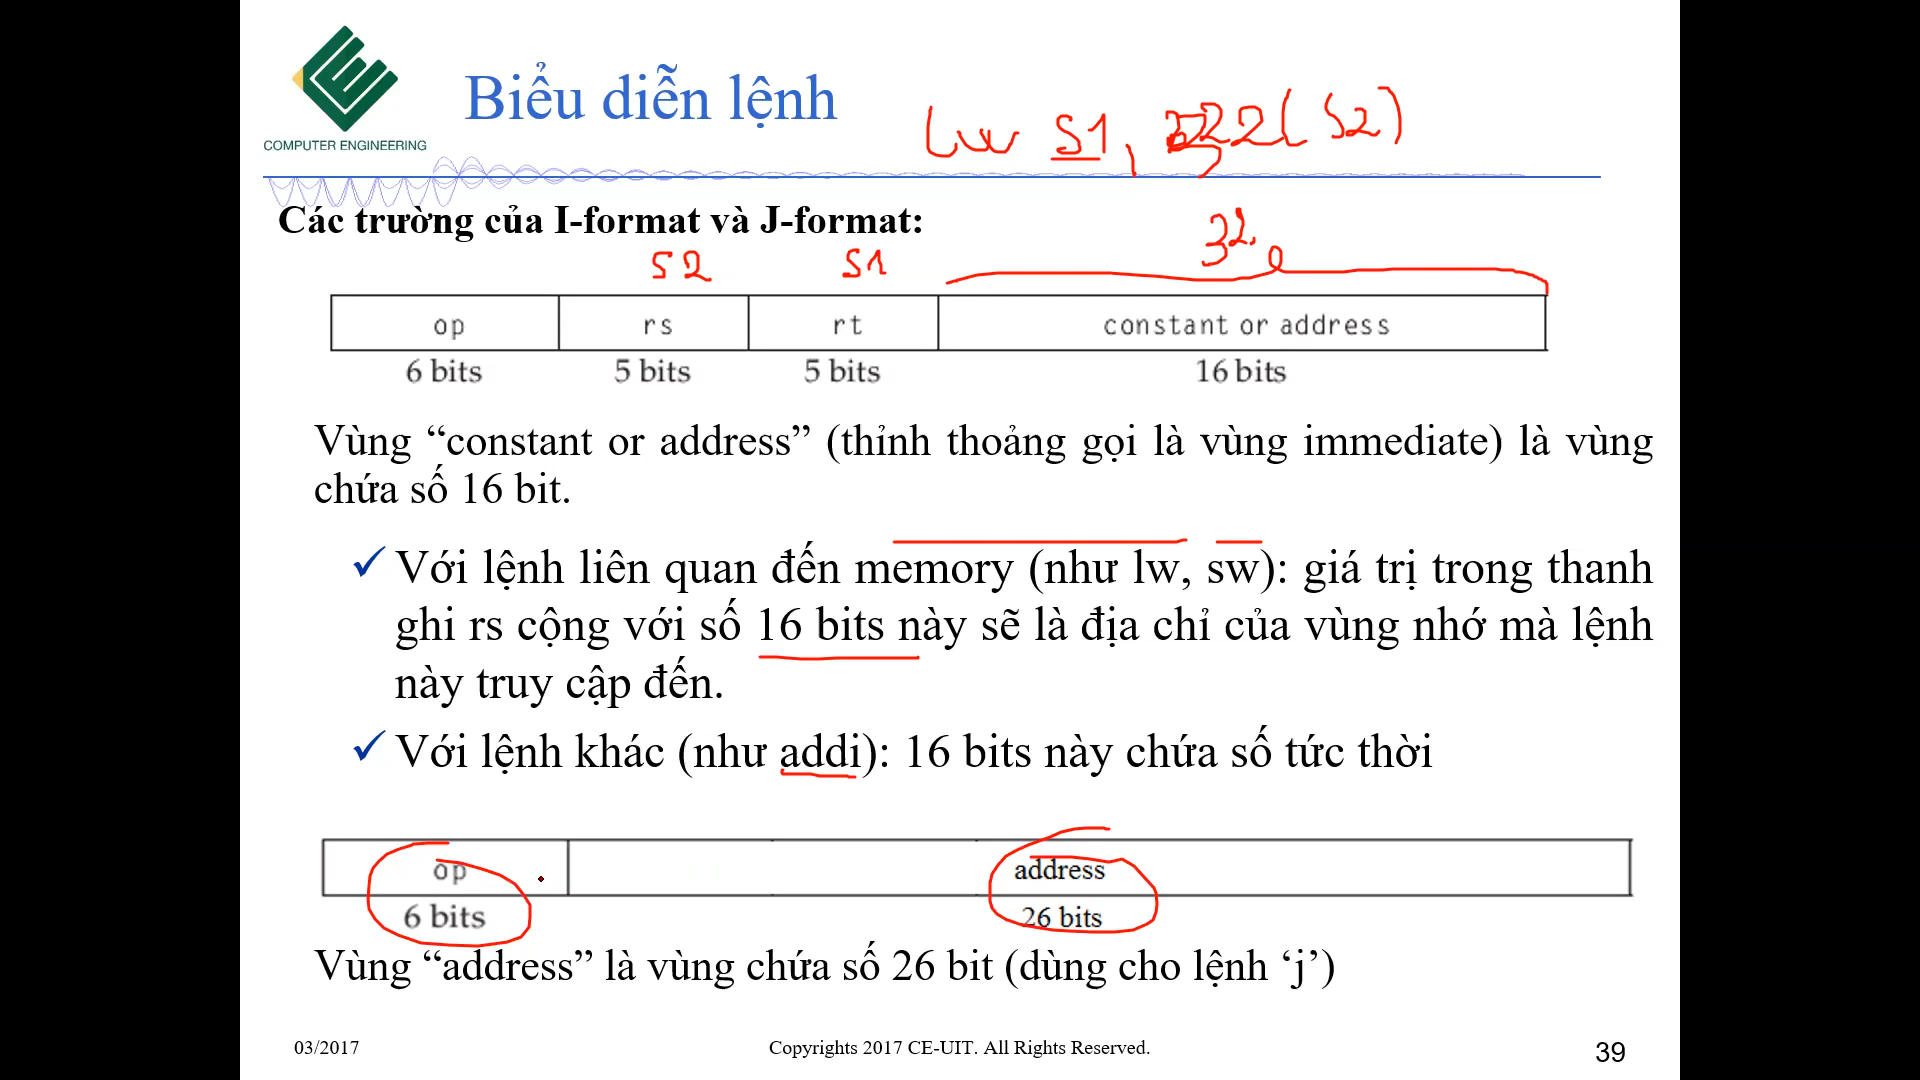 Biểu diễn lệnh
lw S1, 32(S2)
COMPUTER ENGINEERING
Các trường của I-format và J-format:
32
S2 S1
op rs rt constant or address
6 bits 5 bits 5 bits 16 bits
Vùng “constant or address” (thỉnh thoảng gọi là vùng immediate) là vùng
chứa số 16 bit.
✓ Với lệnh liên quan đến memory (như lw, sw): giá trị trong thanh
ghi rs cộng với số 16 bits này sẽ là địa chỉ của vùng nhớ mà lệnh
này truy cập đến.
✓ Với lệnh khác (như addi): 16 bits này chứa số tức thời
op address
6 bits 26 bits
Vùng “address” là vùng chứa số 26 bit (dùng cho lệnh ‘j’)
03/2017 Copyrights 2017 CE-UIT. All Rights Reserved. 39